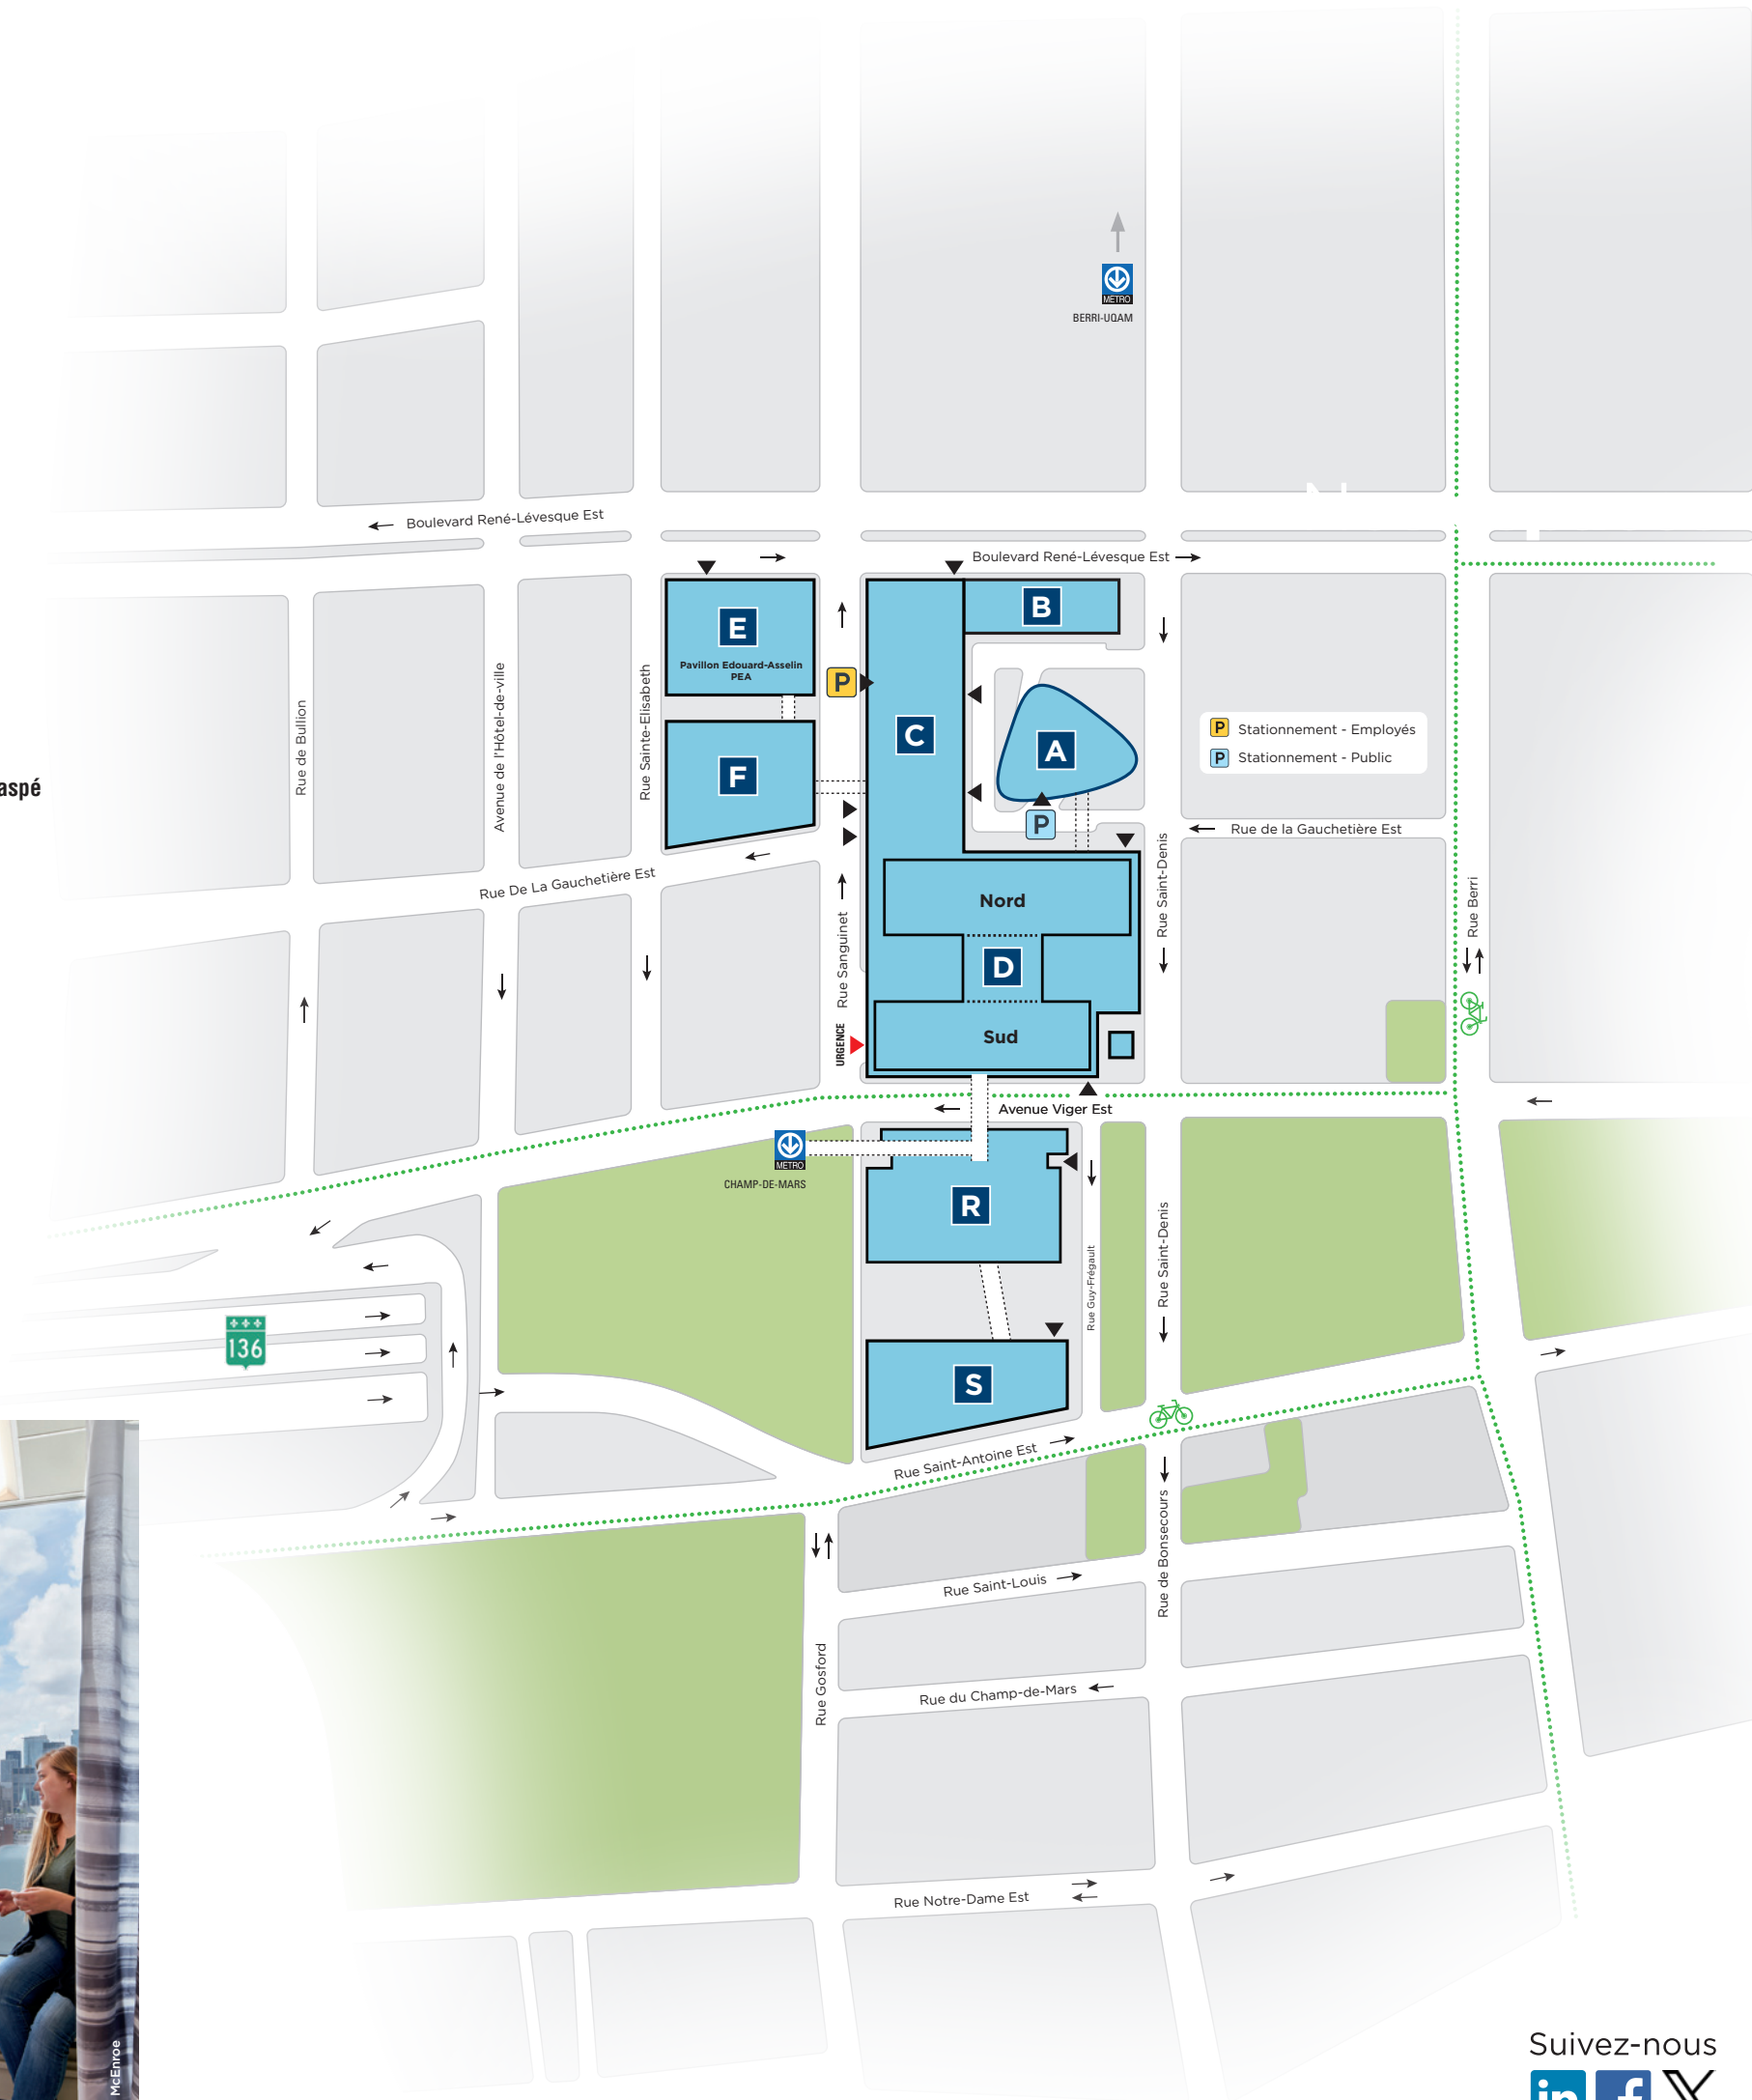 MÉTRO
BERRI-UQAM
Boulevard René-Lévesque Est
Boulevard René-Lévesque Est
E
Pavillon Edouard-Asselin
PEA
B
P
C
A
P Stationnement - Employés
P Stationnement - Public
F
P
aspé
Rue de Bullion
Avenue de l'Hôtel-de-ville
Rue Sainte-Elisabeth
Rue De La Gauchetière Est
Rue de la Gauchetière Est
Rue Sanguinet
Rue Saint-Denis
Rue Berri
Nord
D
Sud
URGENCE
Avenue Viger Est
MÉTRO
CHAMP-DE-MARS
R
Rue Guy-Frégault
Rue Saint-Denis
136
S
Rue Saint-Antoine Est
Rue de Bonsecours
Rue Saint-Louis
Rue Gosford
Rue du Champ-de-Mars
Rue Notre-Dame Est
McEnroe
Suivez-nous
in
f
X